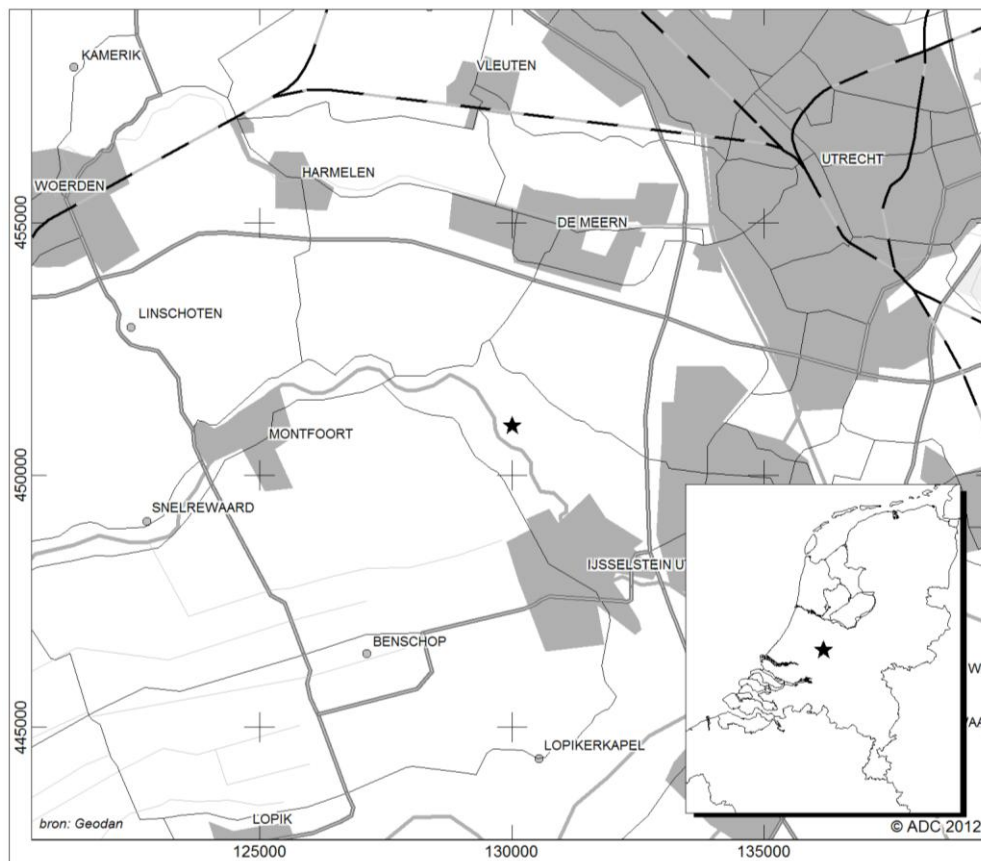 KAMERIK
VLEUTEN
UTRECHT
HARMELEN
WOERDEN
455000
DE MEERN
LINSCHOTEN
MONTFOORT
450000
SNELREWAARD
IJSSELSTEIN UT
BENSCHOP
W
445000
LOPIKERKAPEL
LOPIK
bron: Geodan
© ADC 2012
125000
130000
135000